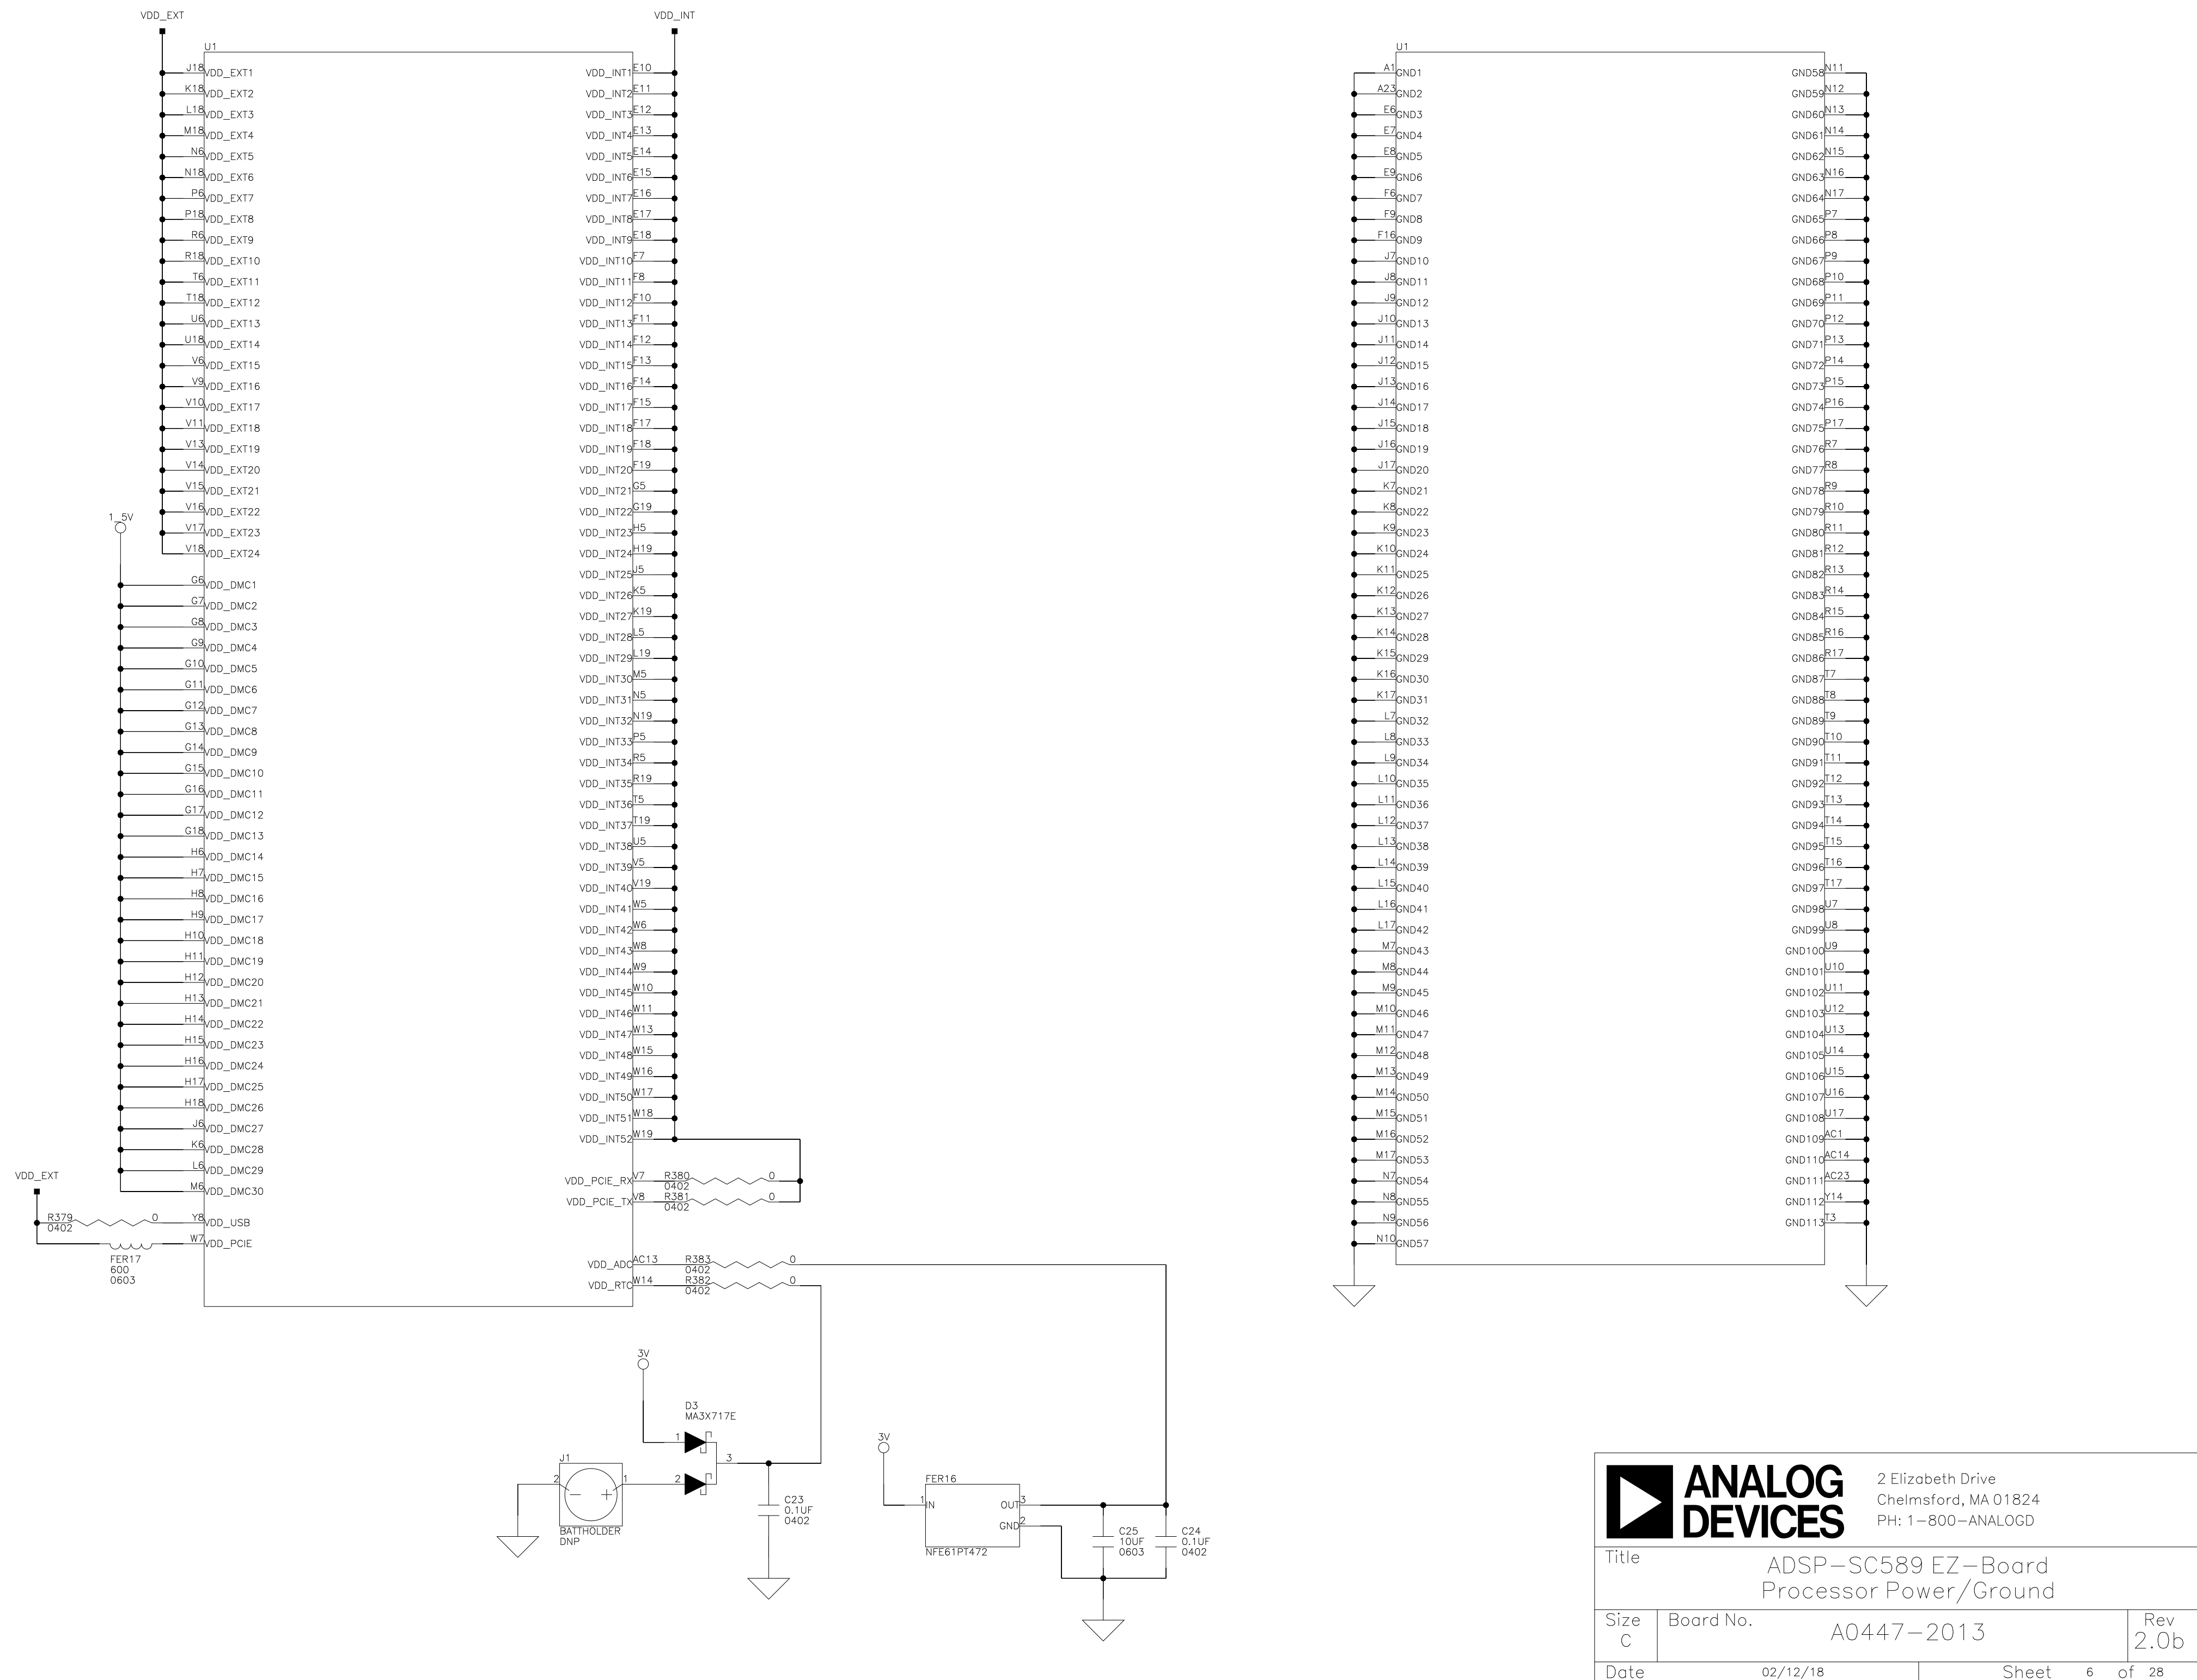 VDD_EXT
VDD_INT
U1
J18 VDD_EXT1 VDD_INT1 E10
K18 VDD_EXT2 VDD_INT2 E11
L18 VDD_EXT3 VDD_INT3 E12
M18 VDD_EXT4 VDD_INT4 E13
N6 VDD_EXT5 VDD_INT5 E14
N18 VDD_EXT6 VDD_INT6 E15
P6 VDD_EXT7 VDD_INT7 E16
P18 VDD_EXT8 VDD_INT8 E17
R6 VDD_EXT9 VDD_INT9 E18
R18 VDD_EXT10 VDD_INT10 F7
T6 VDD_EXT11 VDD_INT11 F8
T18 VDD_EXT12 VDD_INT12 F10
U6 VDD_EXT13 VDD_INT13 F11
U18 VDD_EXT14 VDD_INT14 F12
V6 VDD_EXT15 VDD_INT15 F13
V9 VDD_EXT16 VDD_INT16 F14
V10 VDD_EXT17 VDD_INT17 F15
V11 VDD_EXT18 VDD_INT18 F17
V13 VDD_EXT19 VDD_INT19 F18
V14 VDD_EXT20 VDD_INT20 F19
V15 VDD_EXT21 VDD_INT21 G5
V16 VDD_EXT22 VDD_INT22 G19
1_5V
V17 VDD_EXT23 VDD_INT23 H5
V18 VDD_EXT24 VDD_INT24 H19
VDD_INT25 J5
G6 VDD_DMC1 VDD_INT26 K5
G7 VDD_DMC2 VDD_INT27 K19
G8 VDD_DMC3 VDD_INT28 L5
G9 VDD_DMC4 VDD_INT29 L19
G10 VDD_DMC5 VDD_INT30 M5
G11 VDD_DMC6 VDD_INT31 N5
G12 VDD_DMC7 VDD_INT32 N19
G13 VDD_DMC8 VDD_INT33 P5
G14 VDD_DMC9 VDD_INT34 R5
G15 VDD_DMC10 VDD_INT35 R19
G16 VDD_DMC11 VDD_INT36 T5
G17 VDD_DMC12 VDD_INT37 T19
G18 VDD_DMC13 VDD_INT38 U5
H6 VDD_DMC14 VDD_INT39 V5
H7 VDD_DMC15 VDD_INT40 V19
H8 VDD_DMC16 VDD_INT41 W5
H9 VDD_DMC17 VDD_INT42 W6
H10 VDD_DMC18 VDD_INT43 W8
H11 VDD_DMC19 VDD_INT44 W9
H12 VDD_DMC20 VDD_INT45 W10
H13 VDD_DMC21 VDD_INT46 W11
H14 VDD_DMC22 VDD_INT47 W13
H15 VDD_DMC23 VDD_INT48 W15
H16 VDD_DMC24 VDD_INT49 W16
H17 VDD_DMC25 VDD_INT50 W17
H18 VDD_DMC26 VDD_INT51 W18
J6 VDD_DMC27 VDD_INT52 W19
K6 VDD_DMC28
L6 VDD_DMC29
M6 VDD_DMC30
VDD_PCIE_RX V7 R380 0
0402
VDD_PCIE_TX V8 R381 0
0402
VDD_EXT
R379 0 Y8 VDD_USB
0402
W7 VDD_PCIE
FER17
600
0603
VDD_ADC AC13 R383 0
0402
VDD_RTC W14 R382 0
0402
3V
D3
MA3X717E
1
2
3
J1
2 1
− +
BATTHOLDER
DNP
C23
0.1UF
0402
3V
FER16
1 IN OUT 3
GND 2
NFE61PT472
C25
10UF
0603
C24
0.1UF
0402
U1
A1 GND1 GND58 N11
A23 GND2 GND59 N12
E6 GND3 GND60 N13
E7 GND4 GND61 N14
E8 GND5 GND62 N15
E9 GND6 GND63 N16
F6 GND7 GND64 N17
F9 GND8 GND65 P7
F16 GND9 GND66 P8
J7 GND10 GND67 P9
J8 GND11 GND68 P10
J9 GND12 GND69 P11
J10 GND13 GND70 P12
J11 GND14 GND71 P13
J12 GND15 GND72 P14
J13 GND16 GND73 P15
J14 GND17 GND74 P16
J15 GND18 GND75 P17
J16 GND19 GND76 R7
J17 GND20 GND77 R8
K7 GND21 GND78 R9
K8 GND22 GND79 R10
K9 GND23 GND80 R11
K10 GND24 GND81 R12
K11 GND25 GND82 R13
K12 GND26 GND83 R14
K13 GND27 GND84 R15
K14 GND28 GND85 R16
K15 GND29 GND86 R17
K16 GND30 GND87 T7
K17 GND31 GND88 T8
L7 GND32 GND89 T9
L8 GND33 GND90 T10
L9 GND34 GND91 T11
L10 GND35 GND92 T12
L11 GND36 GND93 T13
L12 GND37 GND94 T14
L13 GND38 GND95 T15
L14 GND39 GND96 T16
L15 GND40 GND97 T17
L16 GND41 GND98 U7
L17 GND42 GND99 U8
M7 GND43 GND100 U9
M8 GND44 GND101 U10
M9 GND45 GND102 U11
M10 GND46 GND103 U12
M11 GND47 GND104 U13
M12 GND48 GND105 U14
M13 GND49 GND106 U15
M14 GND50 GND107 U16
M15 GND51 GND108 U17
M16 GND52 GND109 AC1
M17 GND53 GND110 AC14
N7 GND54 GND111 AC23
N8 GND55 GND112 Y14
N9 GND56 GND113 T3
N10 GND57
ANALOG
DEVICES
2 Elizabeth Drive
Chelmsford, MA 01824
PH: 1-800-ANALOGD
Title
ADSP-SC589 EZ-Board
Processor Power/Ground
Size
C
Board No.
A0447-2013
Rev
2.0b
Date 02/12/18
Sheet 6 of 28